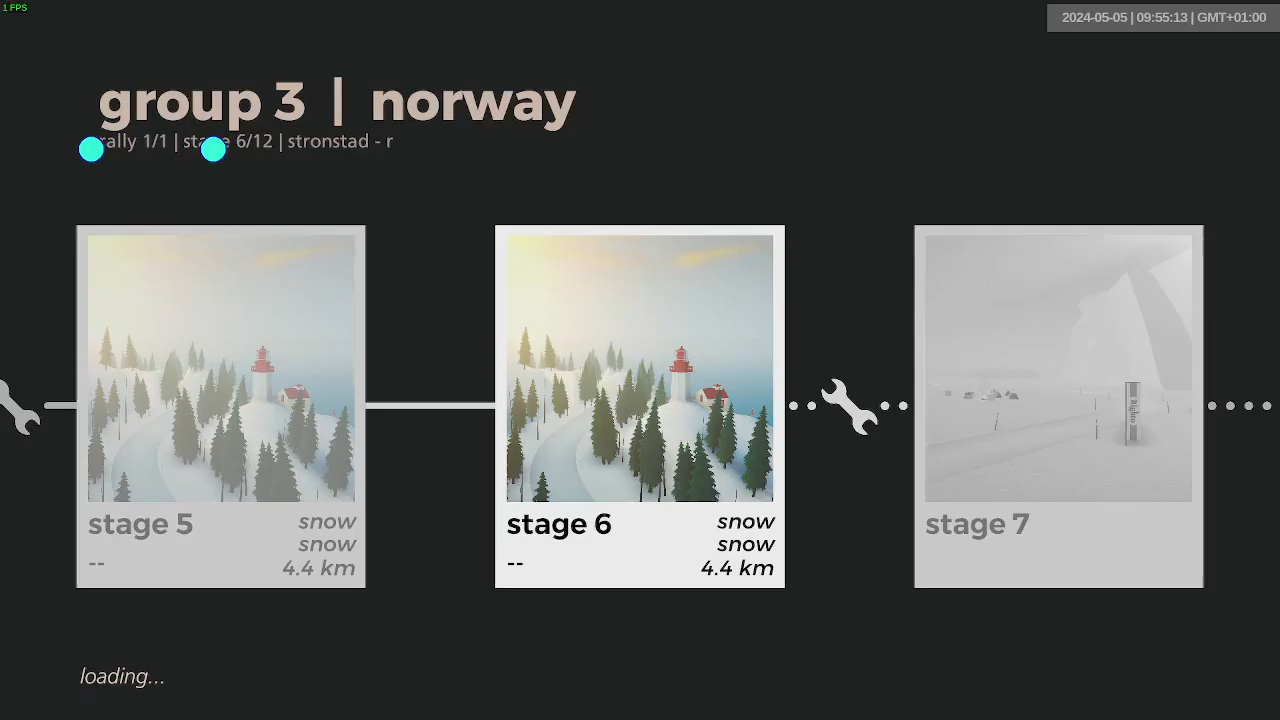 1 FPS
2024-05-05 | 09:55:13 | GMT+01:00
group 3 | norway
rally 1/1 | stage 6/12 | stronstad - r
stage 5
snow
snow
--
4.4 km
stage 6
snow
snow
--
4.4 km
stage 7
loading...